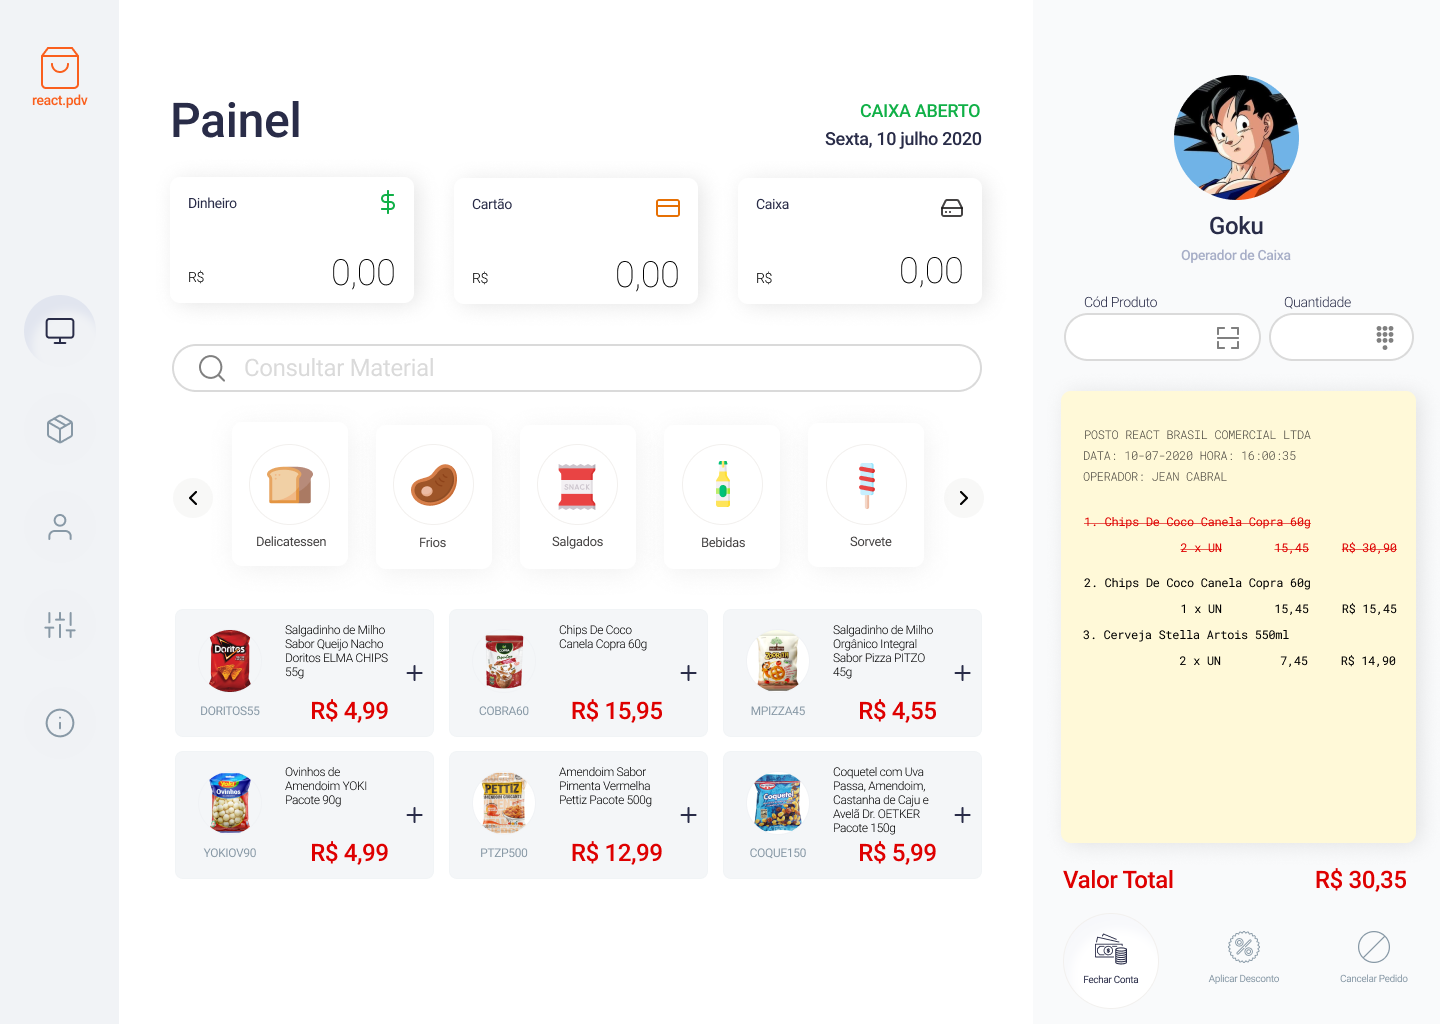 react.pdv
Painel
CAIXA ABERTO
Sexta, 10 julho 2020
Dinheiro
R$ 0,00
Cartão
R$ 0,00
Caixa
R$ 0,00
Consultar Material
Delicatessen
Frios
SNACK
Salgados
Bebidas
Sorvete
Doritos
Salgadinho de Milho
Sabor Queijo Nacho
Doritos ELMA CHIPS
55g
DORITOS55
R$ 4,99
Chips De Coco
Canela Copra 60g
COBRA60
R$ 15,95
Salgadinho de Milho
Orgânico Integral
Sabor Pizza PITZO
45g
MPIZZA45
R$ 4,55
Yoki
Ovinhos
Ovinhos de
Amendoim YOKI
Pacote 90g
YOKIOV90
R$ 4,99
PETTIZ
Amendoim Sabor
Pimenta Vermelha
Pettiz Pacote 500g
PTZP500
R$ 12,99
Coquetel
Coquetel com Uva
Passa, Amendoim,
Castanha de Caju e
Avelã Dr. OETKER
Pacote 150g
COQUE150
R$ 5,99
Goku
Operador de Caixa
Cód Produto
Quantidade
POSTO REACT BRASIL COMERCIAL LTDA
DATA: 10-07-2020 HORA: 16:00:35
OPERADOR: JEAN CABRAL
1. Chips De Coco Canela Copra 60g
2 x UN 15,45 R$ 30,90
2. Chips De Coco Canela Copra 60g
1 x UN 15,45 R$ 15,45
3. Cerveja Stella Artois 550ml
2 x UN 7,45 R$ 14,90
Valor Total R$ 30,35
Fechar Conta
Aplicar Desconto
Cancelar Pedido